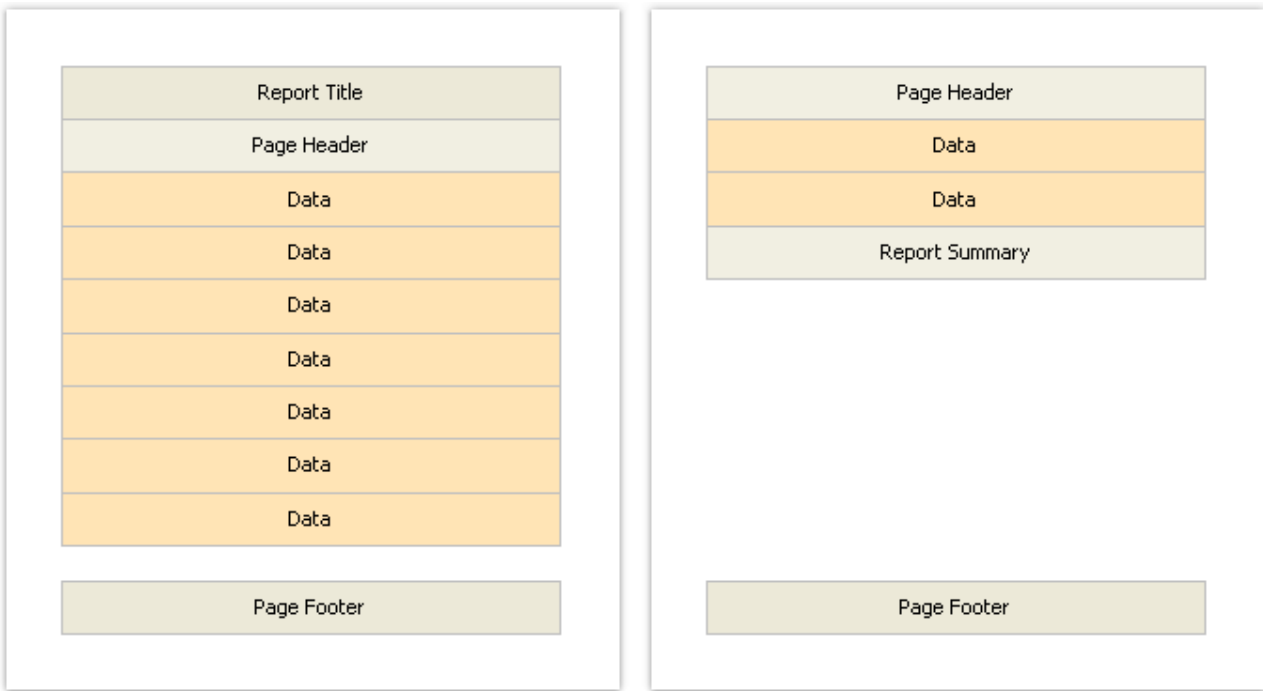 Report Title
Page Header
Data
Data
Data
Data
Data
Data
Data
Page Footer
Page Header
Data
Data
Report Summary
Page Footer